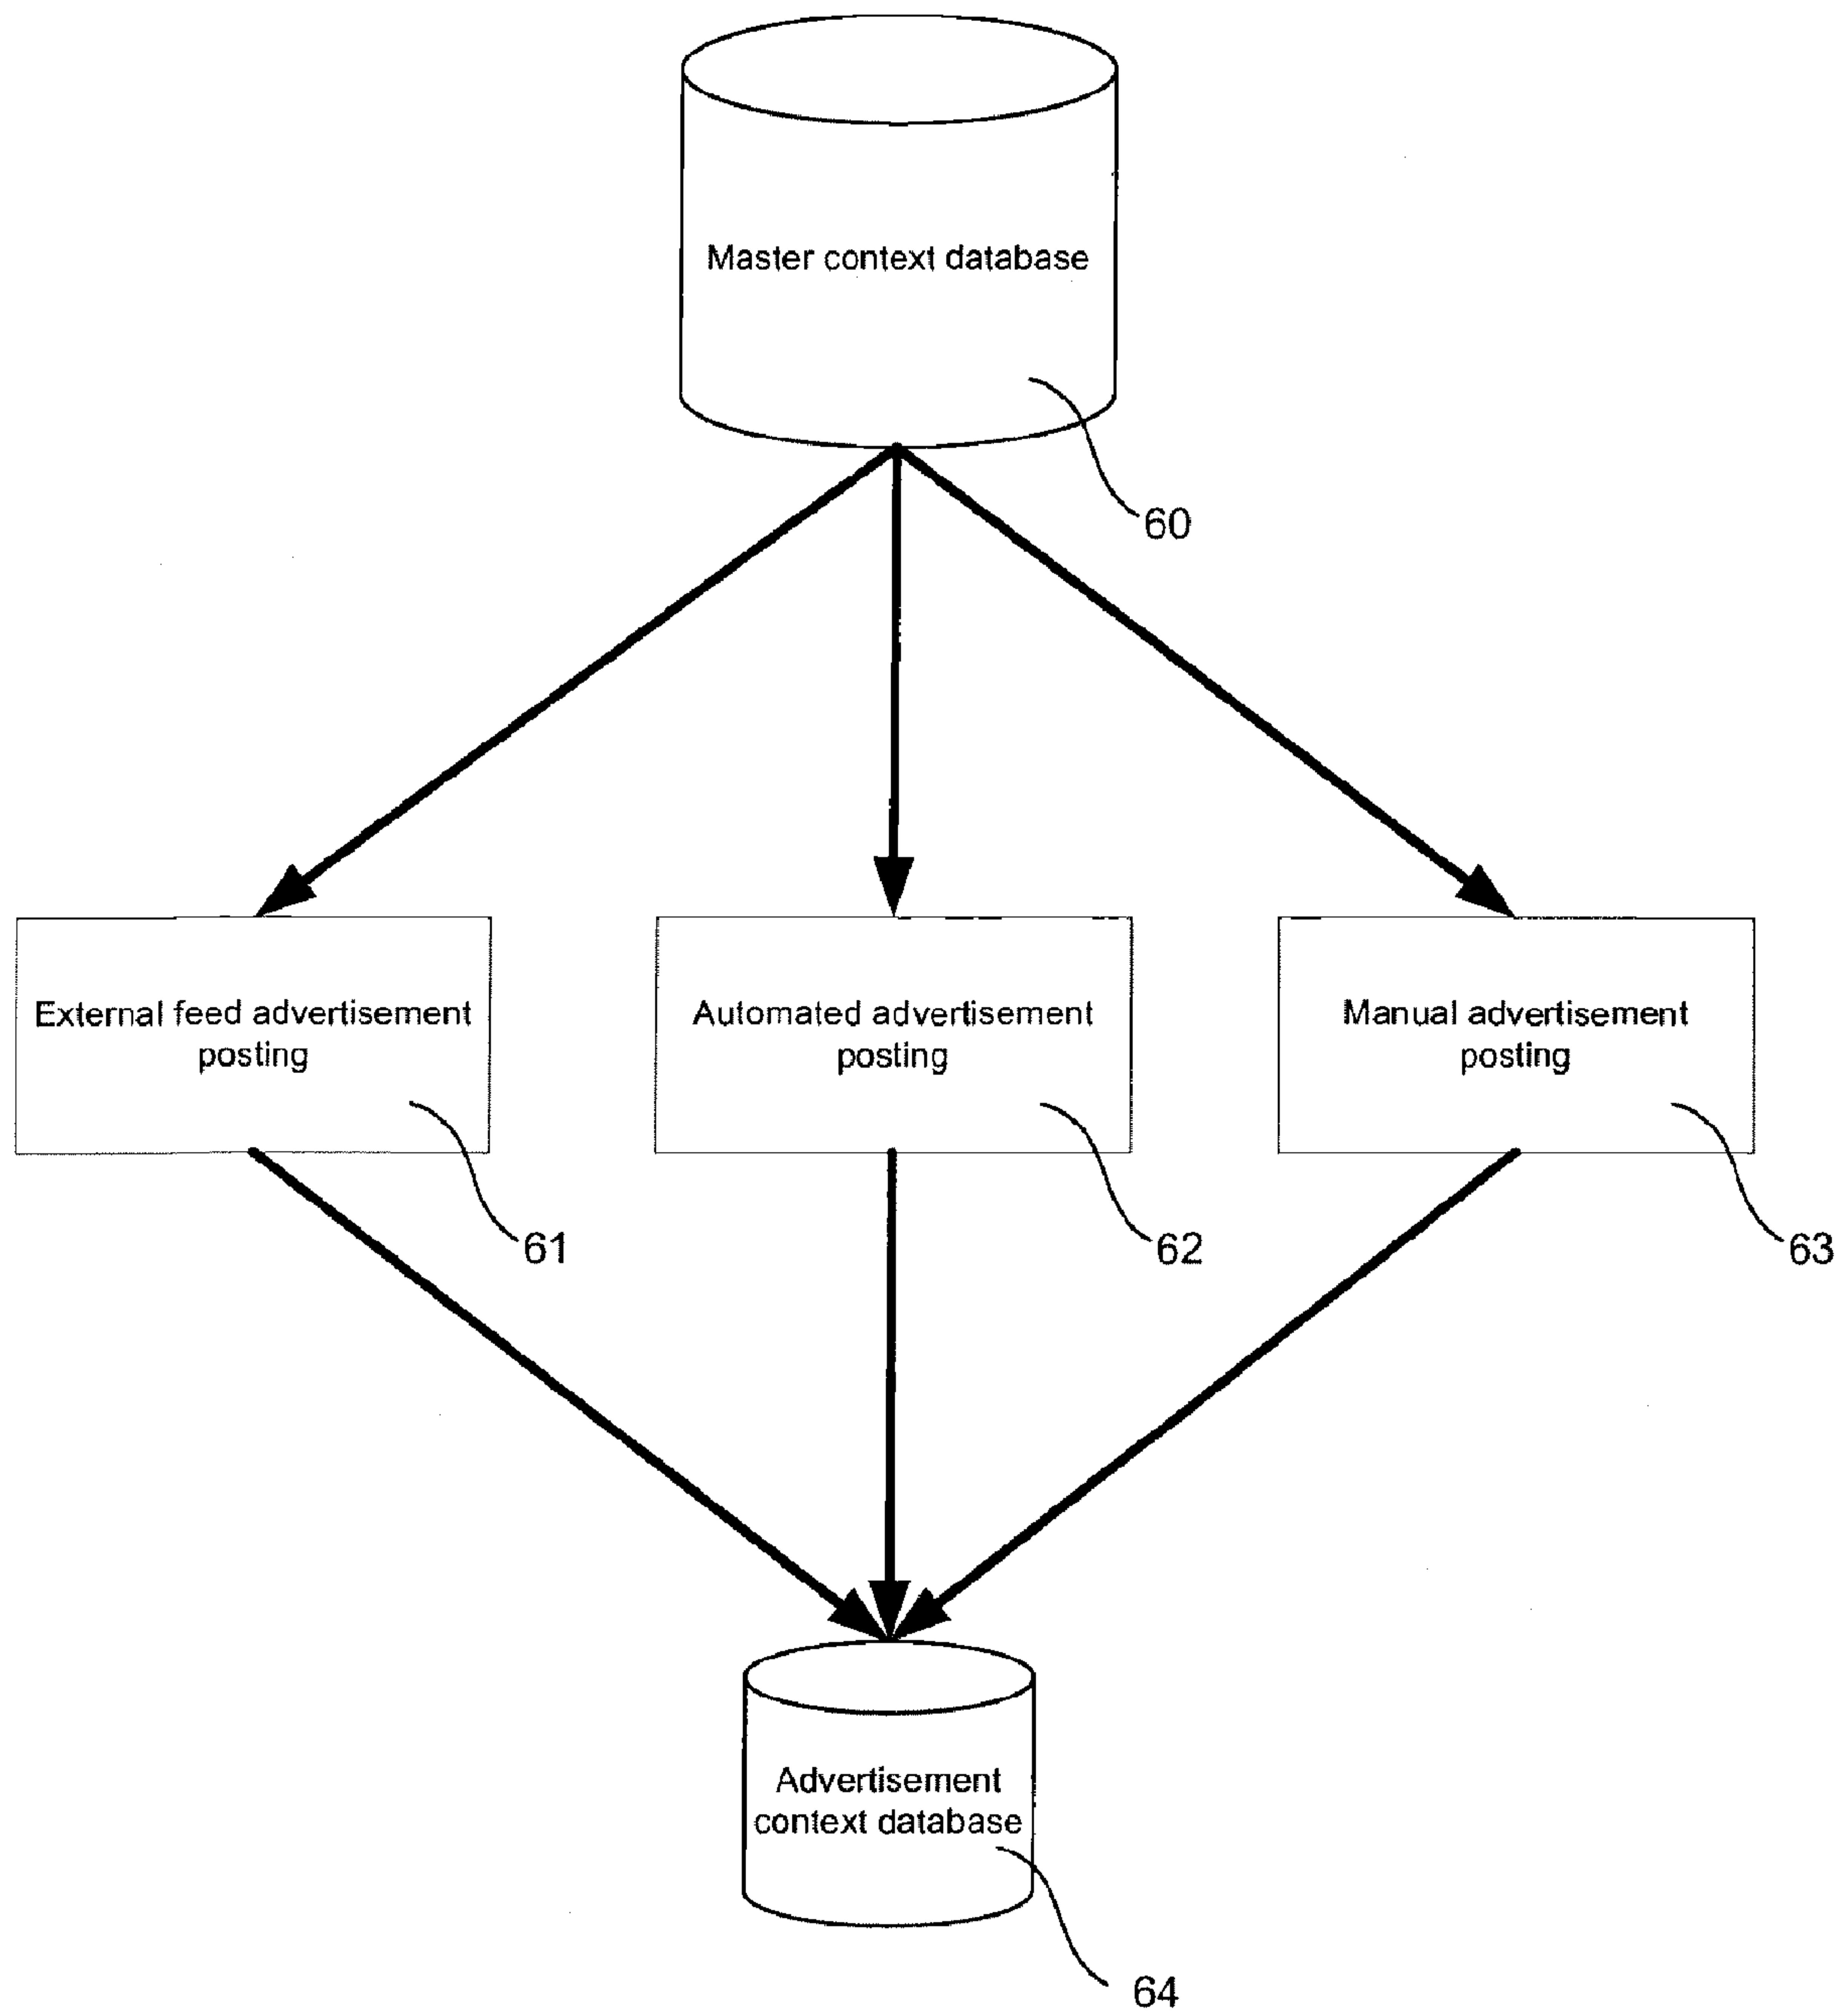 Master context database
60
External feed advertisement
posting
Automated advertisement
posting
Manual advertisement
posting
61
62
63
Advertisement
context database
64